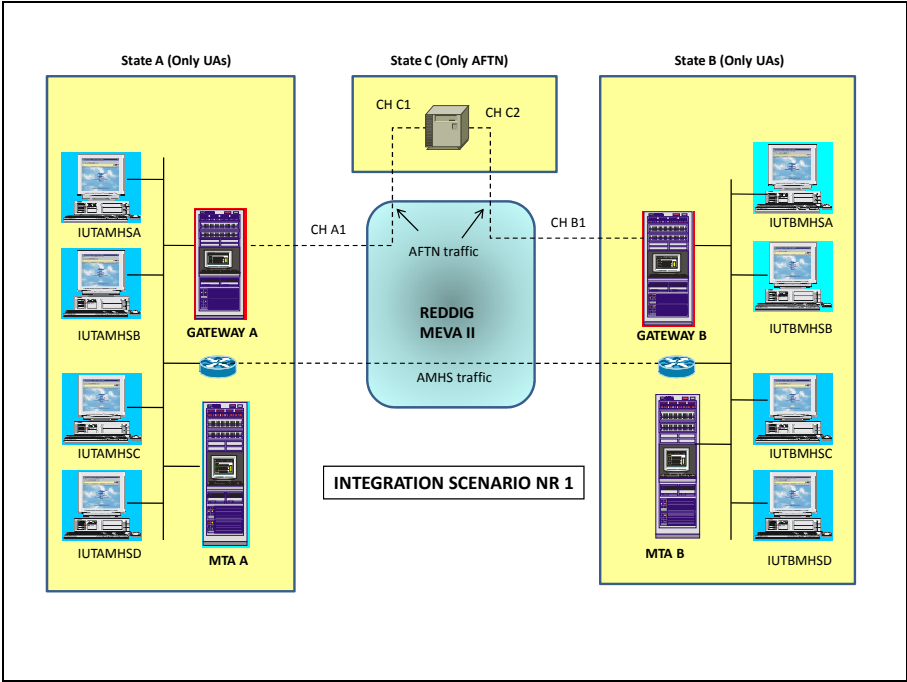 State A (Only UAs)
State C (Only AFTN)
State B (Only UAs)
CH C1
CH C2
IUTAMHSA
IUTBMHSA
CH A1
CH B1
AFTN traffic
IUTAMHSB
GATEWAY A
REDDIG
MEVA II
GATEWAY B
IUTBMHSB
AMHS traffic
IUTAMHSC
IUTBMHSC
INTEGRATION SCENARIO NR 1
IUTAMHSD
MTA A
MTA B
IUTBMHSD